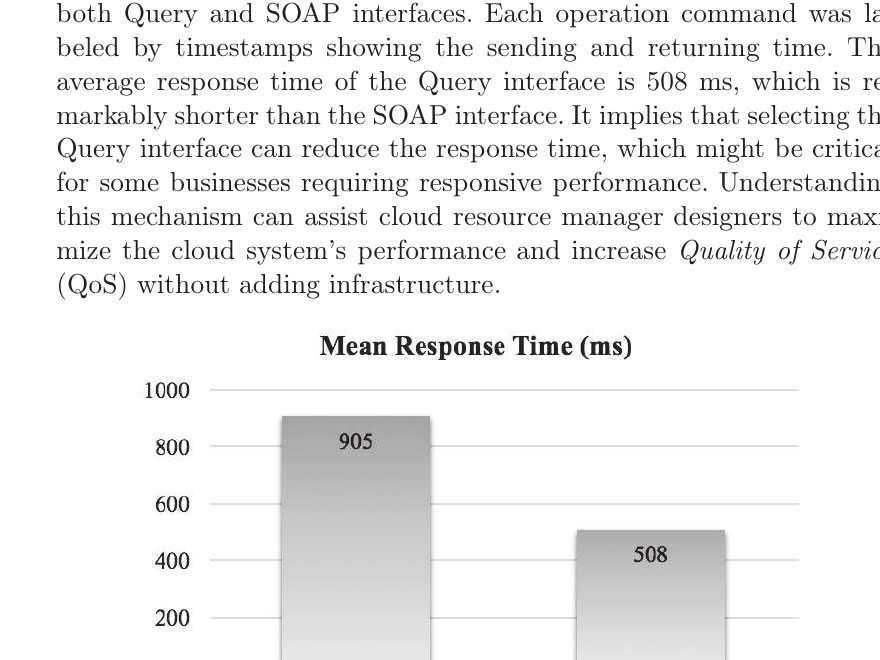 both Query and SOAP interfaces. Each operation command was la
beled by timestamps showing the sending and returning time. Th
average response time of the Query interface is 508 ms, which is re
markably shorter than the SOAP interface. It implies that selecting th
Query interface can reduce the response time, which might be critica
for some businesses requiring responsive performance. Understandin
this mechanism can assist cloud resource manager designers to maxi
mize the cloud system's performance and increase Quality of Servic
(QoS) without adding infrastructure.
Mean Response Time (ms)
1000
905
800
600
508
400
200